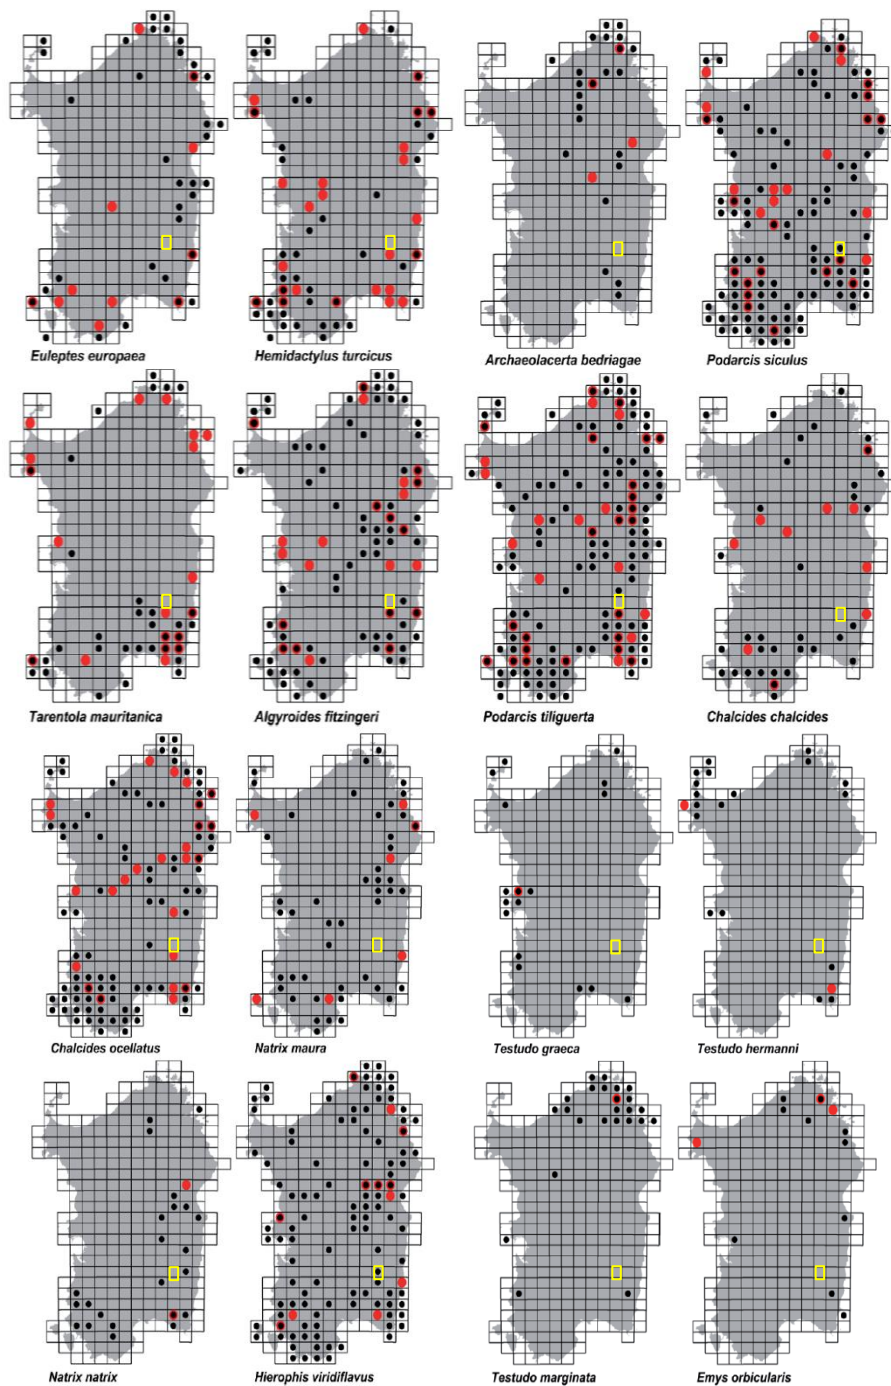 Euleptes europaea
Hemidactylus turcicus
Archaeolacerta bedriagae
Podarcis siculus
Tarentola mauritanica
Algyroides fitzingeri
Podarcis tiliguerta
Chalcides chalcides
Chalcides ocellatus
Natrix maura
Testudo graeca
Testudo hermanni
Natrix natrix
Hierophis viridiflavus
Testudo marginata
Emys orbicularis